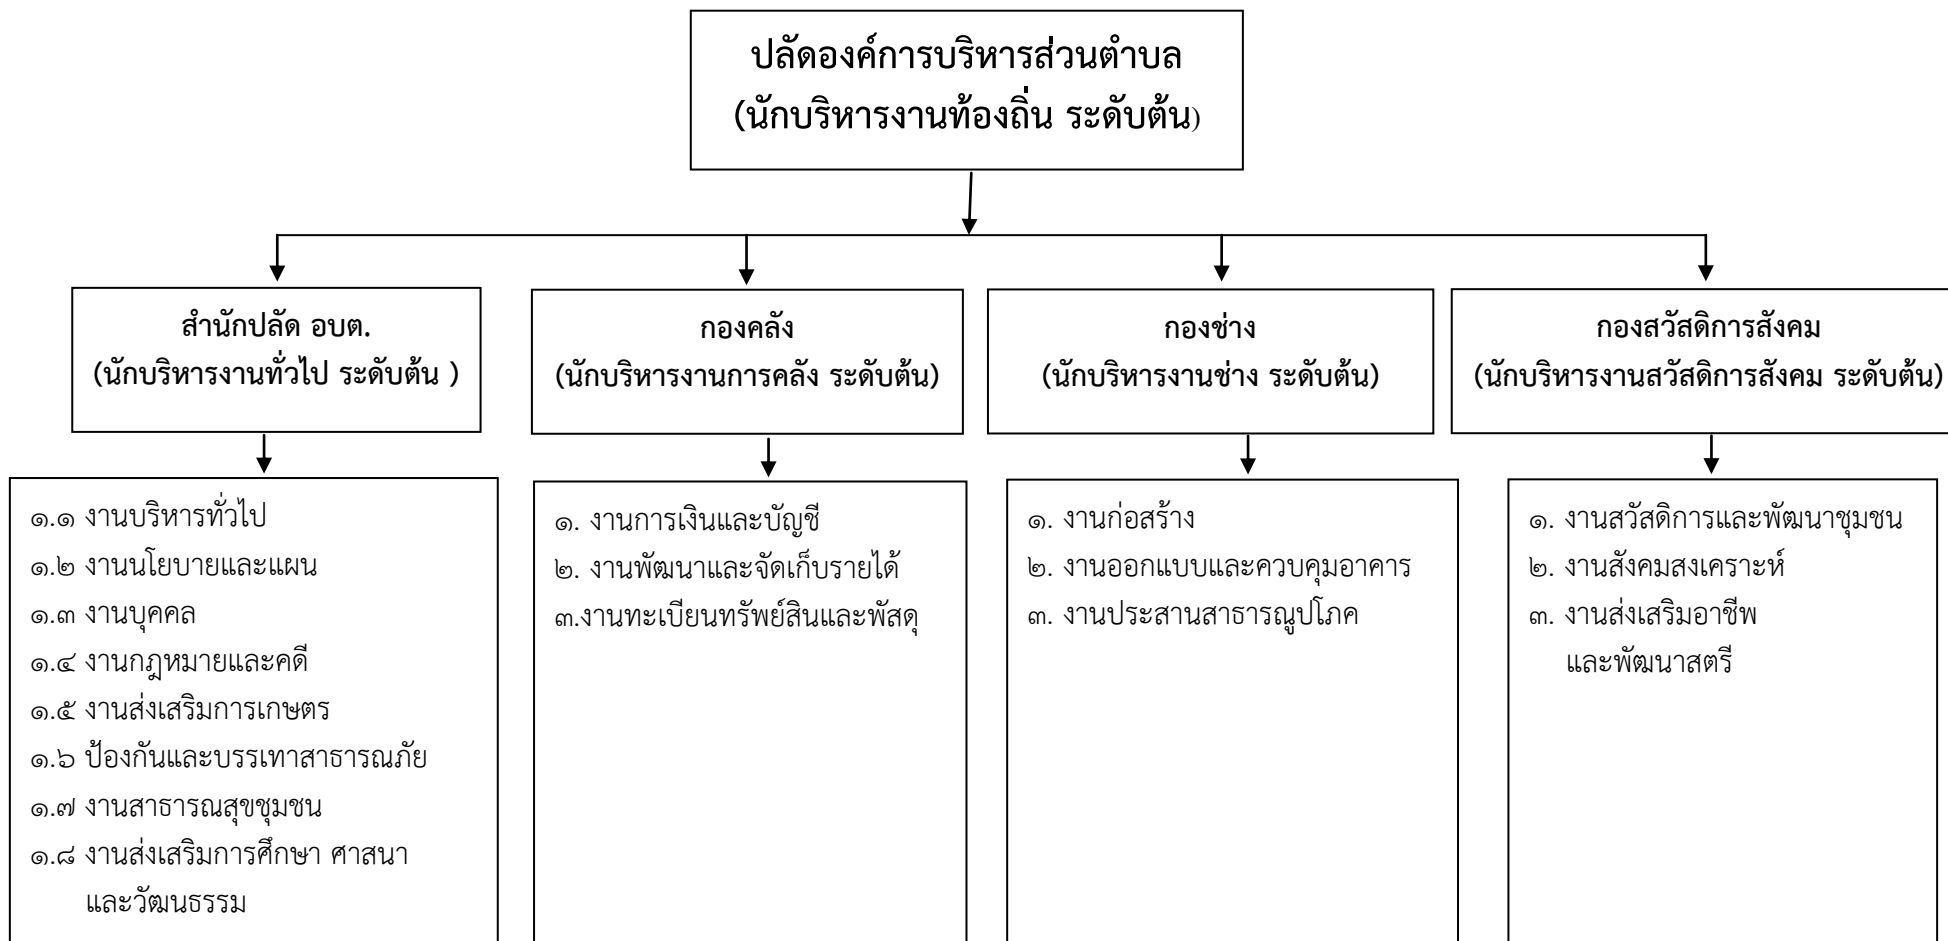 ปลัดองค์การบริหารส่วนตำบล
(นักบริหารงานท้องถิ่น ระดับต้น)
สำนักปลัด อบต.
(นักบริหารงานทั่วไป ระดับต้น )
กองคลัง
(นักบริหารงานการคลัง ระดับต้น)
กองช่าง
(นักบริหารงานช่าง ระดับต้น)
กองสวัสดิการสังคม
(นักบริหารงานสวัสดิการสังคม ระดับต้น)
๑.๑ งานบริหารทั่วไป
๑.๒ งานนโยบายและแผน
๑.๓ งานบุคคล
๑.๔ งานกฎหมายและคดี
๑.๕ งานส่งเสริมการเกษตร
๑.๖ ป้องกันและบรรเทาสาธารณภัย
๑.๗ งานสาธารณสุขชุมชน
๑.๘ งานส่งเสริมการศึกษา ศาสนา
และวัฒนธรรม
๑. งานการเงินและบัญชี
๒. งานพัฒนาและจัดเก็บรายได้
๓.งานทะเบียนทรัพย์สินและพัสดุ
๑. งานก่อสร้าง
๒. งานออกแบบและควบคุมอาคาร
๓. งานประสานสาธารณูปโภค
๑. งานสวัสดิการและพัฒนาชุมชน
๒. งานสังคมสงเคราะห์
๓. งานส่งเสริมอาชีพ
และพัฒนาสตรี